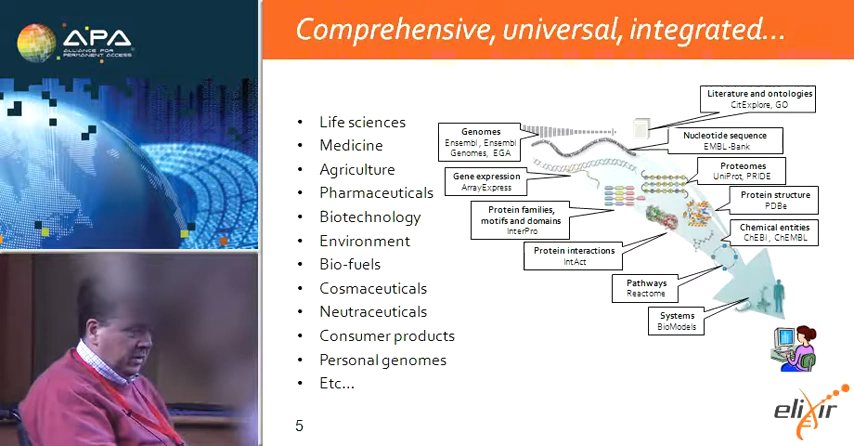 APA
ALLIANCE FOR
PERMANENT ACCESS
Comprehensive, universal, integrated...
• Life sciences
• Medicine
• Agriculture
• Pharmaceuticals
• Biotechnology
• Environment
• Bio-fuels
• Cosmaceuticals
• Neutraceuticals
• Consumer products
• Personal genomes
• Etc...
Literature and ontologies
CitExplore, GO
Genomes
Ensembl, Ensembl
Genomes, EGA
Nucleotide sequence
EMBL-Bank
Gene expression
ArrayExpress
Proteomes
UniProt, PRIDE
Protein structure
PDBe
Protein families,
motifs and domains
InterPro
Chemical entities
ChEBI, ChEMBL
Protein interactions
IntAct
Pathways
Reactome
Systems
BioModels
5
elixir